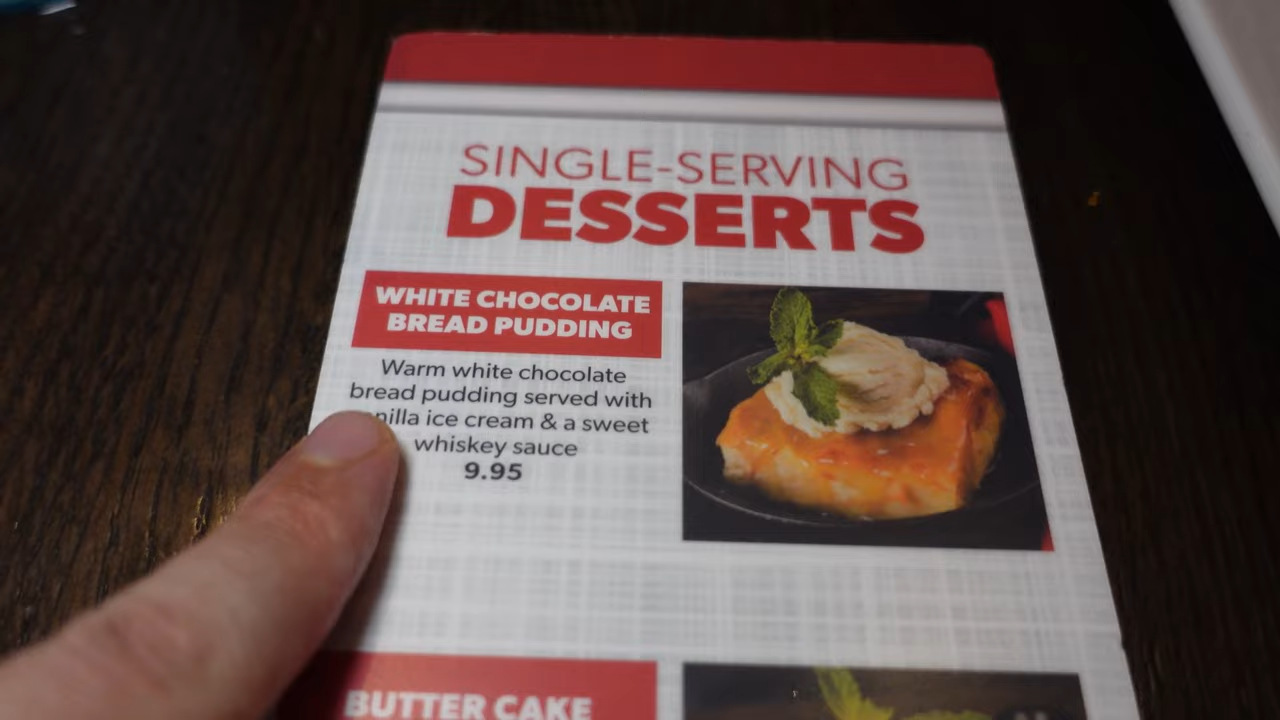 SINGLE-SERVING
DESSERTS
WHITE CHOCOLATE
BREAD PUDDING
Warm white chocolate
bread pudding served with
nilla ice cream & a sweet
whiskey sauce
9.95
BUTTER CAKE